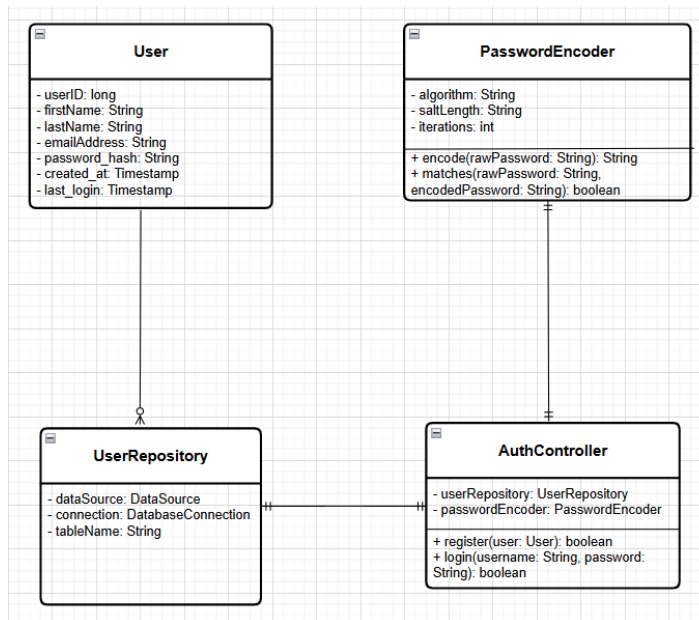 User
- userID: long
- firstName: String
- lastName: String
- emailAddress: String
- password_hash: String
- created_at: Timestamp
- last_login: Timestamp
PasswordEncoder
- algorithm: String
- saltLength: String
- iterations: int
+ encode(rawPassword: String): String
+ matches(rawPassword: String,
encodedPassword: String): boolean
UserRepository
- dataSource: DataSource
- connection: DatabaseConnection
- tableName: String
AuthController
- userRepository: UserRepository
- passwordEncoder: PasswordEncoder
+ register(user: User): boolean
+ login(username: String, password:
String): boolean